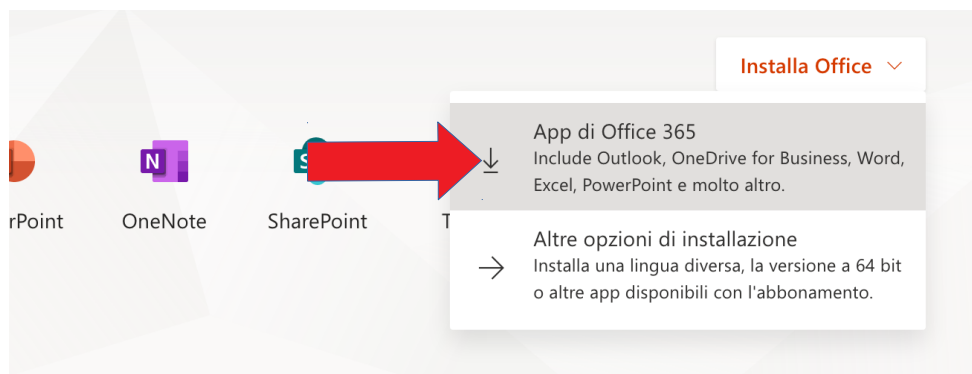 Installa Office
App di Office 365
Include Outlook, OneDrive for Business, Word,
Excel, PowerPoint e molto altro.
N
S
rPoint
OneNote
SharePoint
T
Altre opzioni di installazione
Installa una lingua diversa, la versione a 64 bit
o altre app disponibili con l'abbonamento.